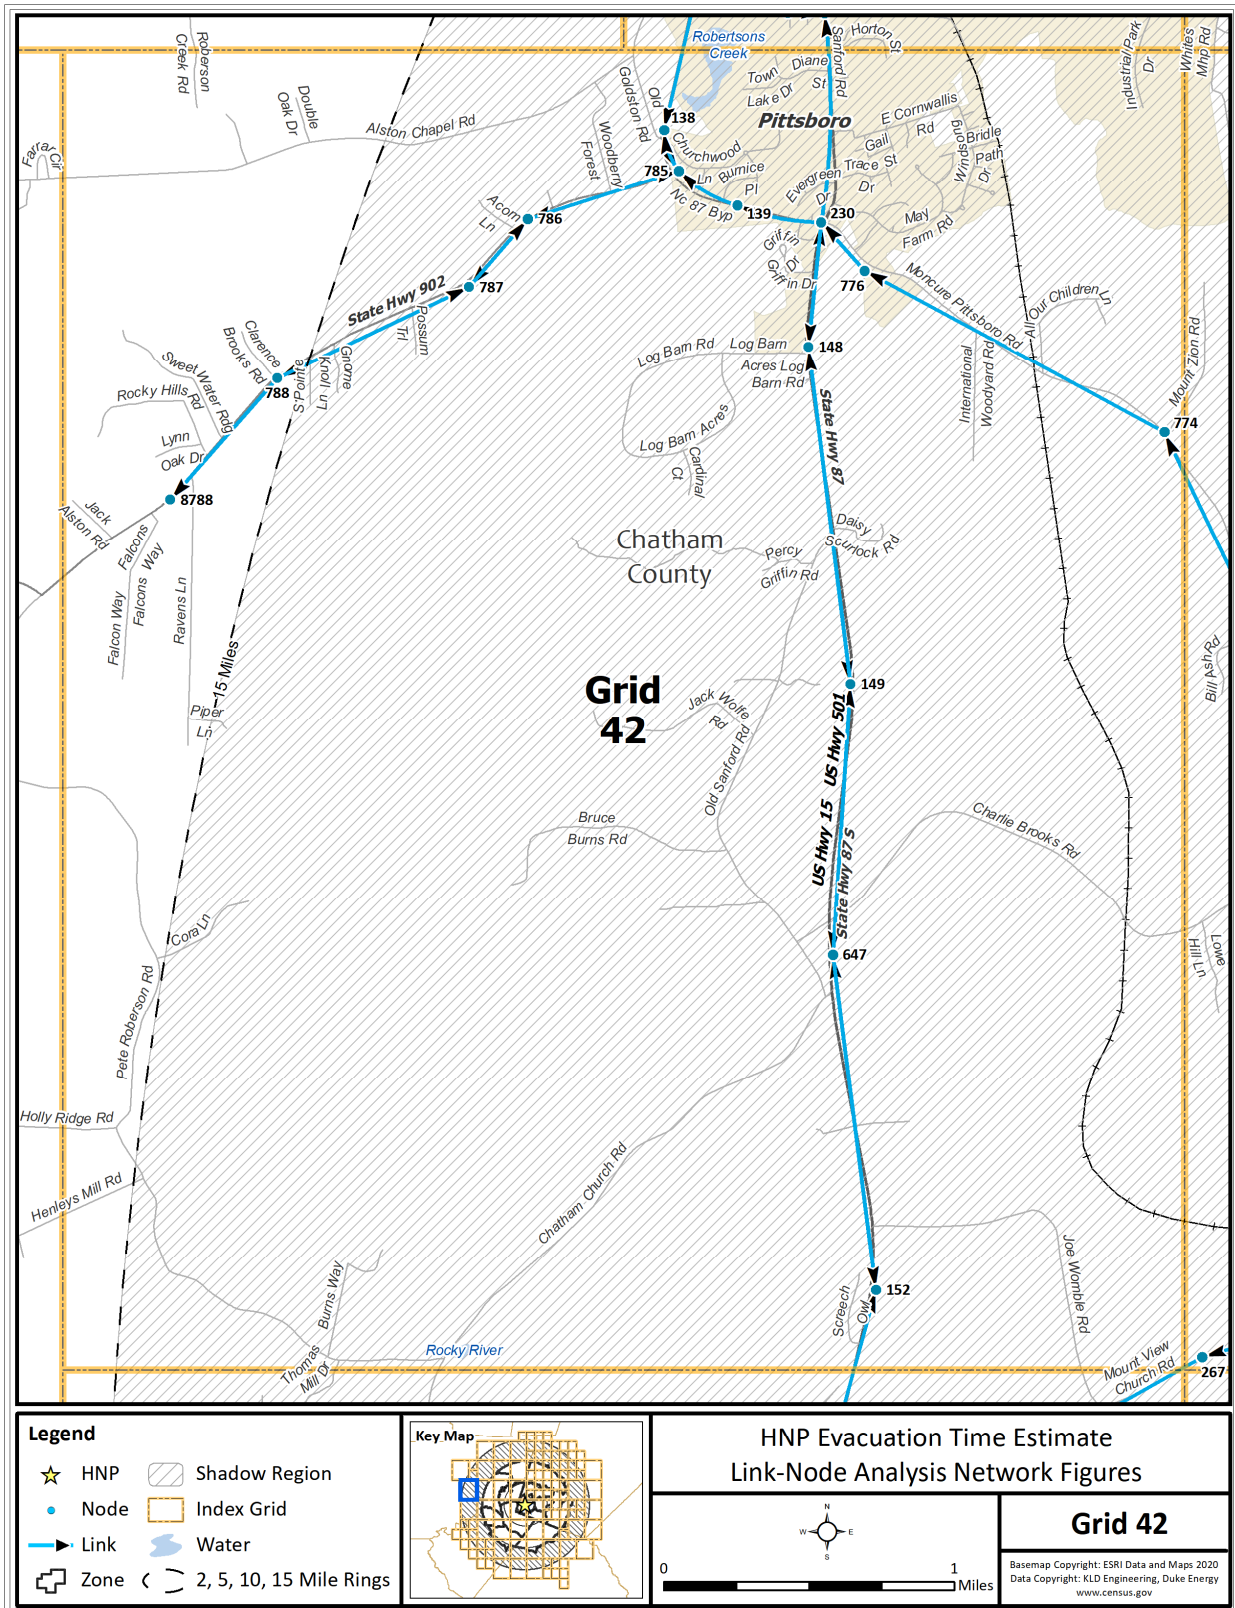 Robertsons
Creek
Horton St
Sanford Rd
Roberson
Creek Rd
Industrial Park
Dr
Whites
Mhp Rd
Diane
St
Town
Lake Dr
Goldston Rd
Old
Double
Oak Dr
Alston Chapel Rd
138
Pittsboro
E Cornwallis
Rd
Gail
Windsong
Bridle
Path
Dr
Farrar Cir
Woodberry
Forest
Churchwood
Ln
785
Burnice
Pl
Evergreen
Dr
Trace St
Dr
Nc 87 Byp
139
230
May
Farm Rd
Acorn
Ln
786
Griffin
Dr
Griffin Dr
776
Moncure Pittsboro Rd
All Our Children Ln
State Hwy 902
787
Possum
Trl
Log Barn Rd
Log Barn
148
Acres Log
Barn Rd
Mount Zion Rd
Clarence
Brooks Rd
Sweet Water Rdg
Rocky Hills Rd
788
S Pointe
Knoll Ln
Gnome
International
Woodyard Rd
State Hwy 87
Log Barn Acres
Cardinal
Ct
774
Lynn
Oak Dr
8788
Jack
Alston Rd
Falcons
Way
Falcons
Falcon Way
Ravens Ln
Chatham
County
Daisy
Scurlock Rd
Percy
Griffin Rd
15 Miles
Bill Ash Rd
Grid
42
149
Jack Wolfe
Rd
Piper
Ln
Old Sanford Rd
US Hwy 501
US Hwy 15
State Hwy 87 S
Bruce
Burns Rd
Charlie Brooks Rd
Cora Ln
647
Lowe
Hill Ln
Pete Roberson Rd
Holly Ridge Rd
Henleys Mill Rd
Chatham Church Rd
Joe Womble Rd
Burns Way
Screech
Owl
152
Rocky River
Thomas
Mill Dr
Mount View
Church Rd
267
Legend
HNP
Shadow Region
Node
Index Grid
Link
Water
Zone
2, 5, 10, 15 Mile Rings
Key Map
HNP Evacuation Time Estimate
Link-Node Analysis Network Figures
N
W E
S
0 1
Miles
Grid 42
Basemap Copyright: ESRI Data and Maps 2020
Data Copyright: KLD Engineering, Duke Energy
www.census.gov